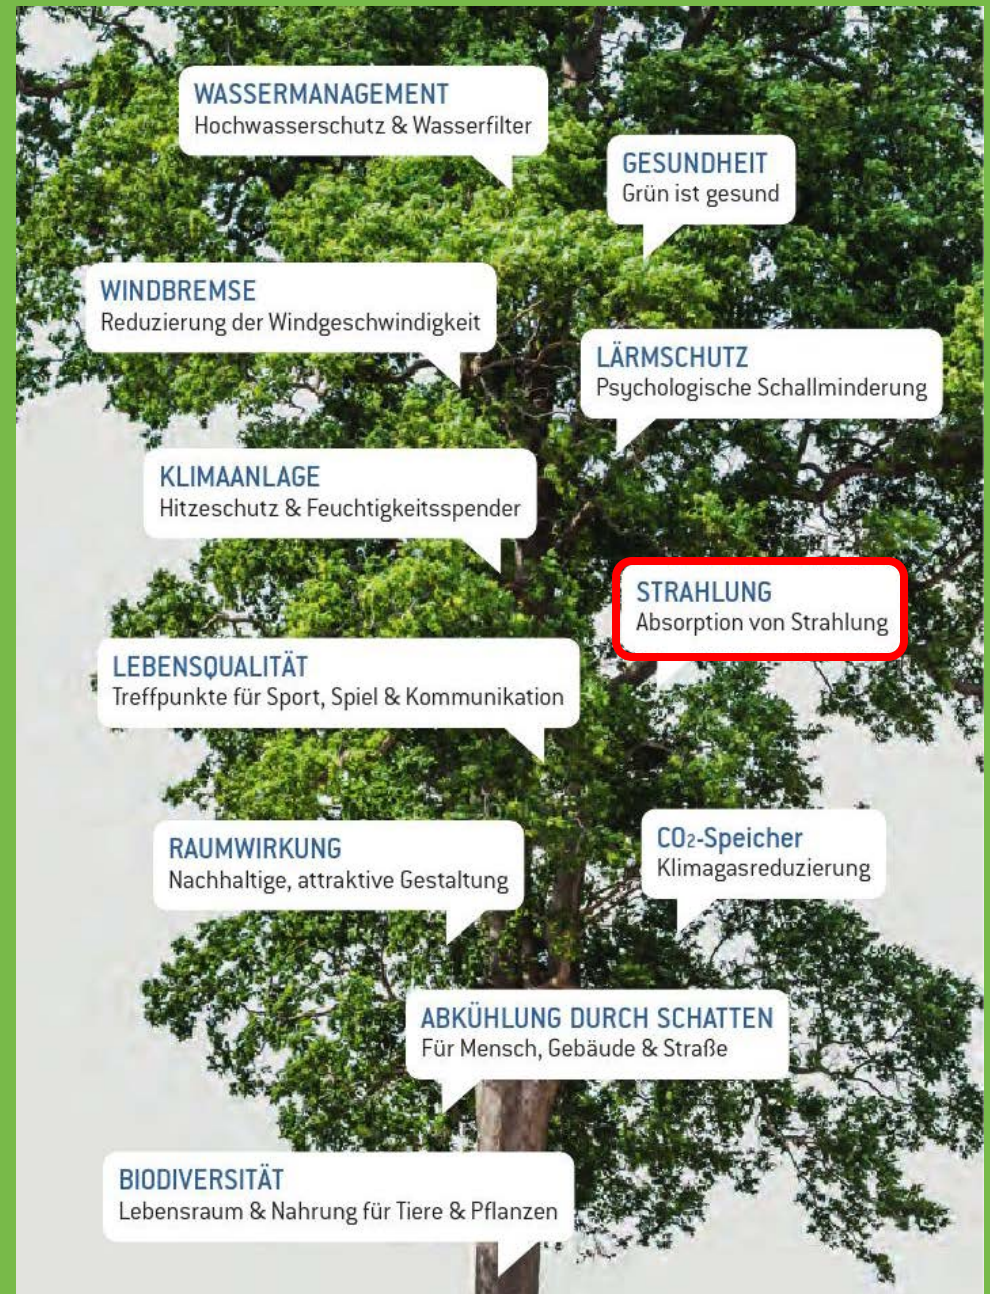 WASSERMANAGEMENT
Hochwasserschutz & Wasserfilter
GESUNDHEIT
Grün ist gesund
WINDBREMSE
Reduzierung der Windgeschwindigkeit
LÄRMSCHUTZ
Psychologische Schallminderung
KLIMAANLAGE
Hitzeschutz & Feuchtigkeitsspender
STRAHLUNG
Absorption von Strahlung
LEBENSQUALITÄT
Treffpunkte für Sport, Spiel & Kommunikation
RAUMWIRKUNG
Nachhaltige, attraktive Gestaltung
CO2-Speicher
Klimagasreduzierung
ABKÜHLUNG DURCH SCHATTEN
Für Mensch, Gebäude & Straße
BIODIVERSITÄT
Lebensraum & Nahrung für Tiere & Pflanzen